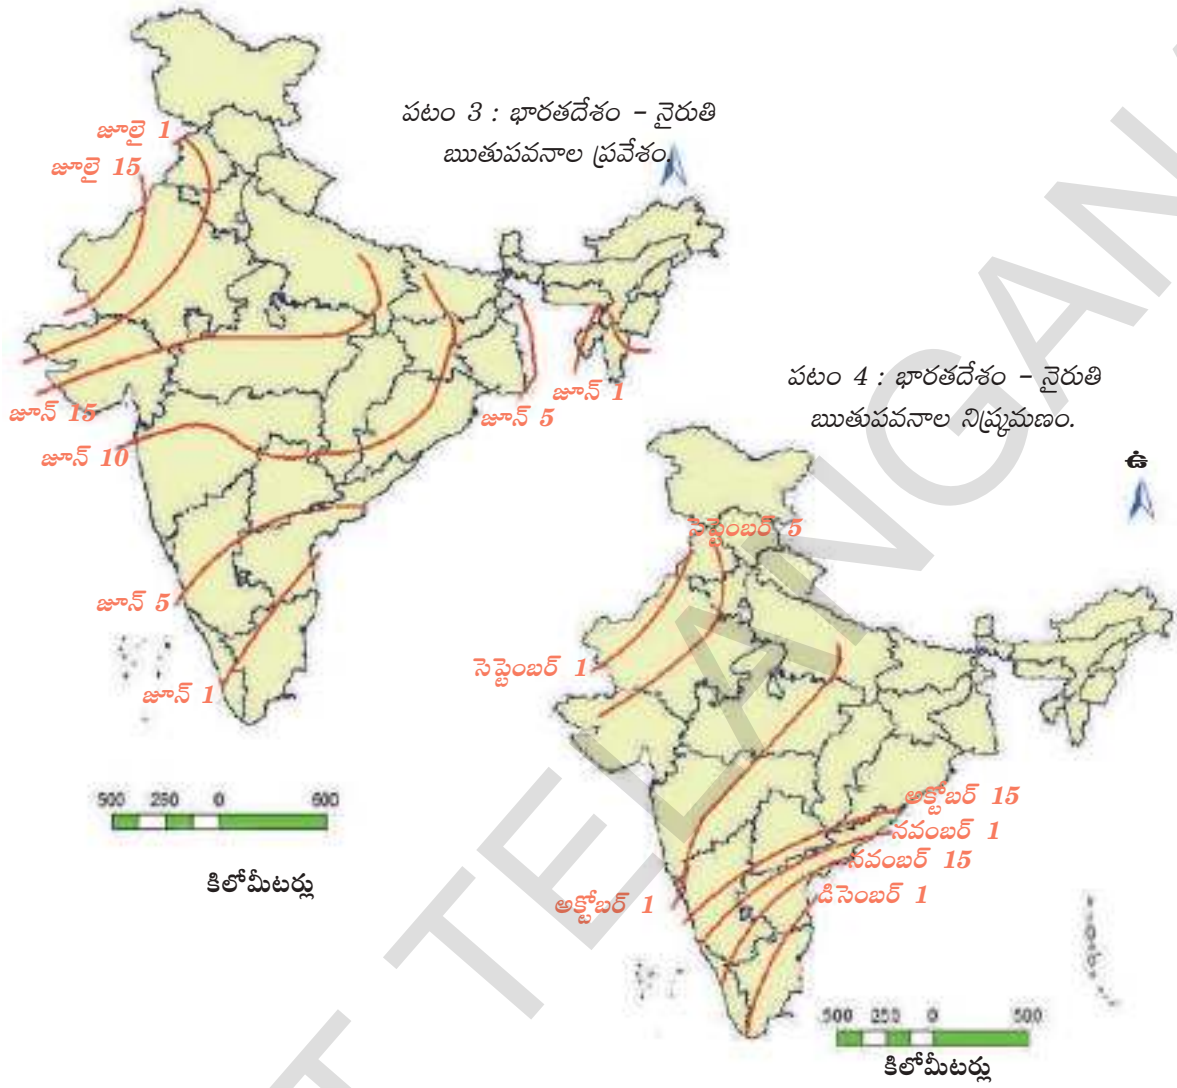 పటం 3 : భారతదేశం – నైరుతి
ఋతుపవనాల ప్రవేశం.
జూలై 1
జూలై 15
జూన్ 15
జూన్ 10
జూన్ 5
జూన్ 1
జూన్ 5
జూన్ 1
500 250 0 500
కిలోమీటర్లు
పటం 4 : భారతదేశం – నైరుతి
ఋతుపవనాల నిష్క్రమణం.
ఉ
సెప్టెంబర్ 5
సెప్టెంబర్ 1
అక్టోబర్ 15
నవంబర్ 1
నవంబర్ 15
డిసెంబర్ 1
అక్టోబర్ 1
500 250 0 500
కిలోమీటర్లు
T TELANGAN